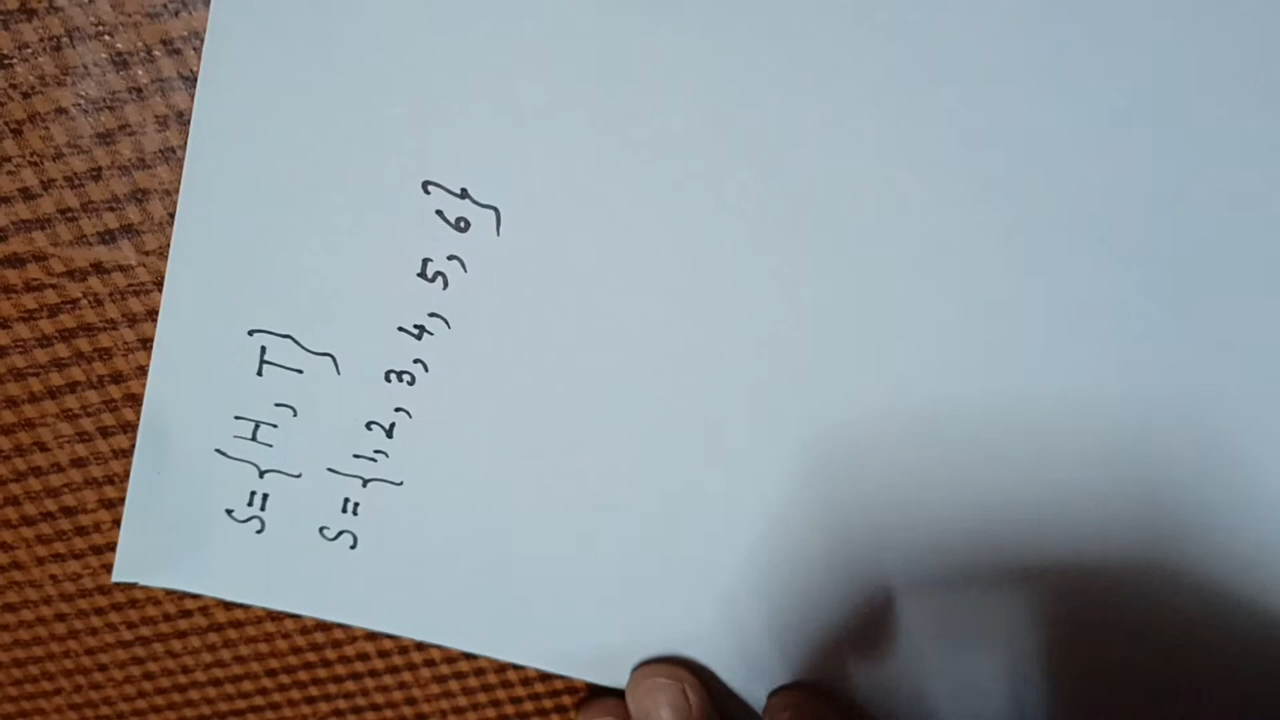 S={H, T}
S={1, 2, 3, 4, 5, 6}